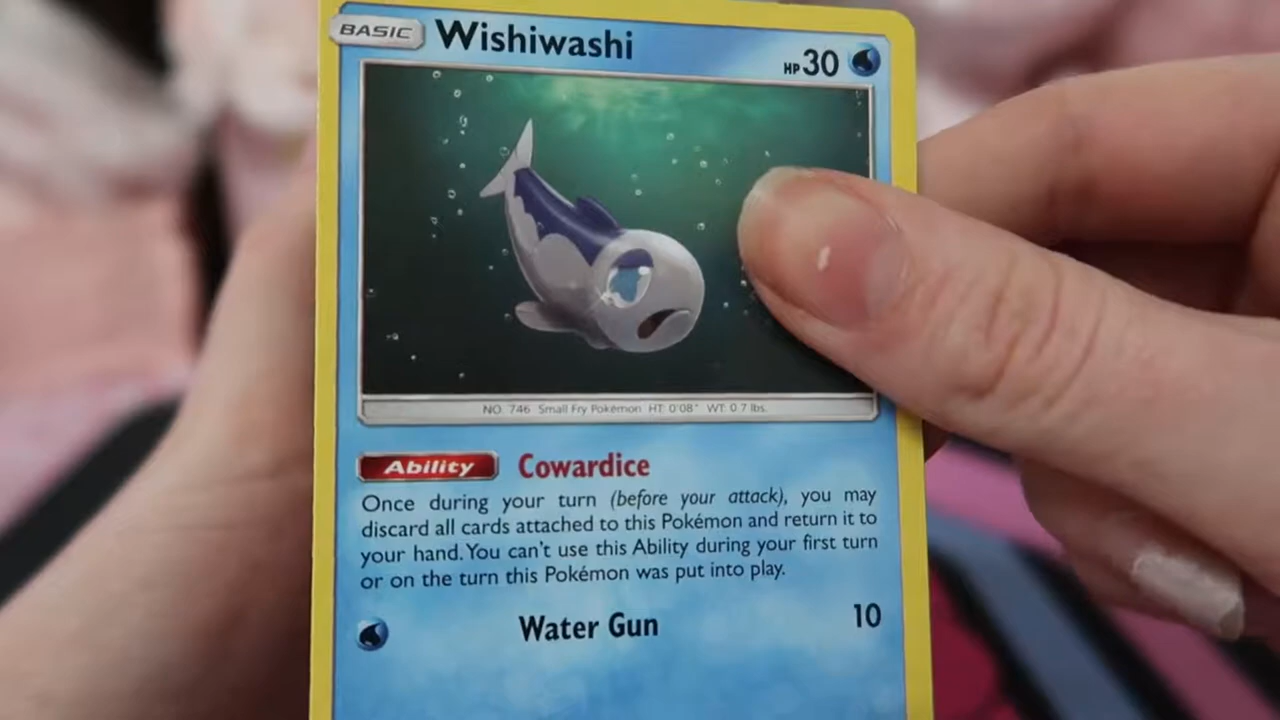 BASIC Wishiwashi HP 30
NO. 746 Small Fry Pokémon HT: 0'08" WT: 0.7 lbs.
Ability Cowardice
Once during your turn (before your attack), you may
discard all cards attached to this Pokémon and return it to
your hand. You can't use this Ability during your first turn
or on the turn this Pokémon was put into play.
Water Gun 10